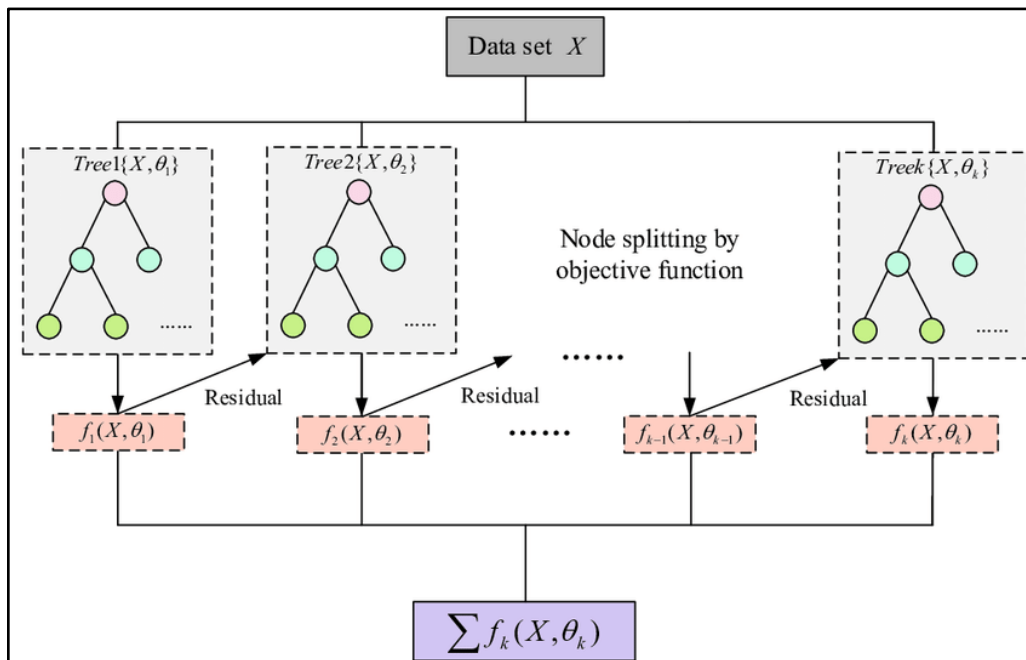 Data set X
Tree1{X,θ₁}
Tree2{X,θ₂}
Treek{X,θₖ}
Node splitting by
objective function
……
……
……
……
Residual
Residual
Residual
f₁(X,θ₁)
f₂(X,θ₂)
……
fₖ₋₁(X,θₖ₋₁)
fₖ(X,θₖ)
∑ fₖ(X,θₖ)